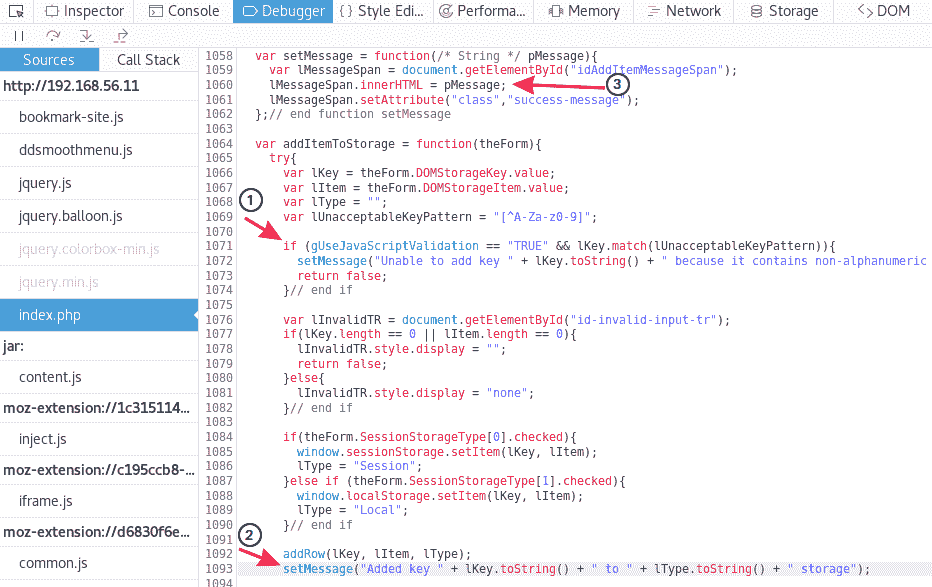 Inspector Console Debugger { } Style Edi... Performa... Memory Network Storage <> DOM
Sources Call Stack
http://192.168.56.11
bookmark-site.js
ddsmoothmenu.js
jquery.js
jquery.balloon.js
jquery.colorbox-min.js
jquery.min.js
index.php
jar:
content.js
moz-extension://1c315114...
inject.js
moz-extension://c195ccb8-...
iframe.js
moz-extension://d6830f6e...
common.js
1058 var setMessage = function(/* String */ pMessage){
1059 var lMessageSpan = document.getElementById("idAddItemMessageSpan");
1060 lMessageSpan.innerHTML = pMessage; 3
1061 lMessageSpan.setAttribute("class","success-message");
1062 };// end function setMessage
1063
1064 var addItemToStorage = function(theForm){
1065 try{
1066 var lKey = theForm.DOMStorageKey.value;
1067 var lItem = theForm.DOMStorageItem.value;
1068 var lType = "";
1069 var lUnacceptableKeyPattern = "[^A-Za-z0-9]";
1070
1
1071 if (gUseJavaScriptValidation == "TRUE" && lKey.match(lUnacceptableKeyPattern)){
1072 setMessage("Unable to add key " + lKey.toString() + " because it contains non-alphanumeric
1073 return false;
1074 }// end if
1075
1076 var lInvalidTR = document.getElementById("id-invalid-input-tr");
1077 if(lKey.length == 0 || lItem.length == 0){
1078 lInvalidTR.style.display = "";
1079 return false;
1080 }else{
1081 lInvalidTR.style.display = "none";
1082 }// end if
1083
1084 if(theForm.SessionStorageType[0].checked){
1085 window.sessionStorage.setItem(lKey, lItem);
1086 lType = "Session";
1087 }else if (theForm.SessionStorageType[1].checked){
1088 window.localStorage.setItem(lKey, lItem);
1089 lType = "Local";
1090 }// end if
1091
2
1092 addRow(lKey, lItem, lType);
1093 setMessage("Added key " + lKey.toString() + " to " + lType.toString() + " storage");
1094